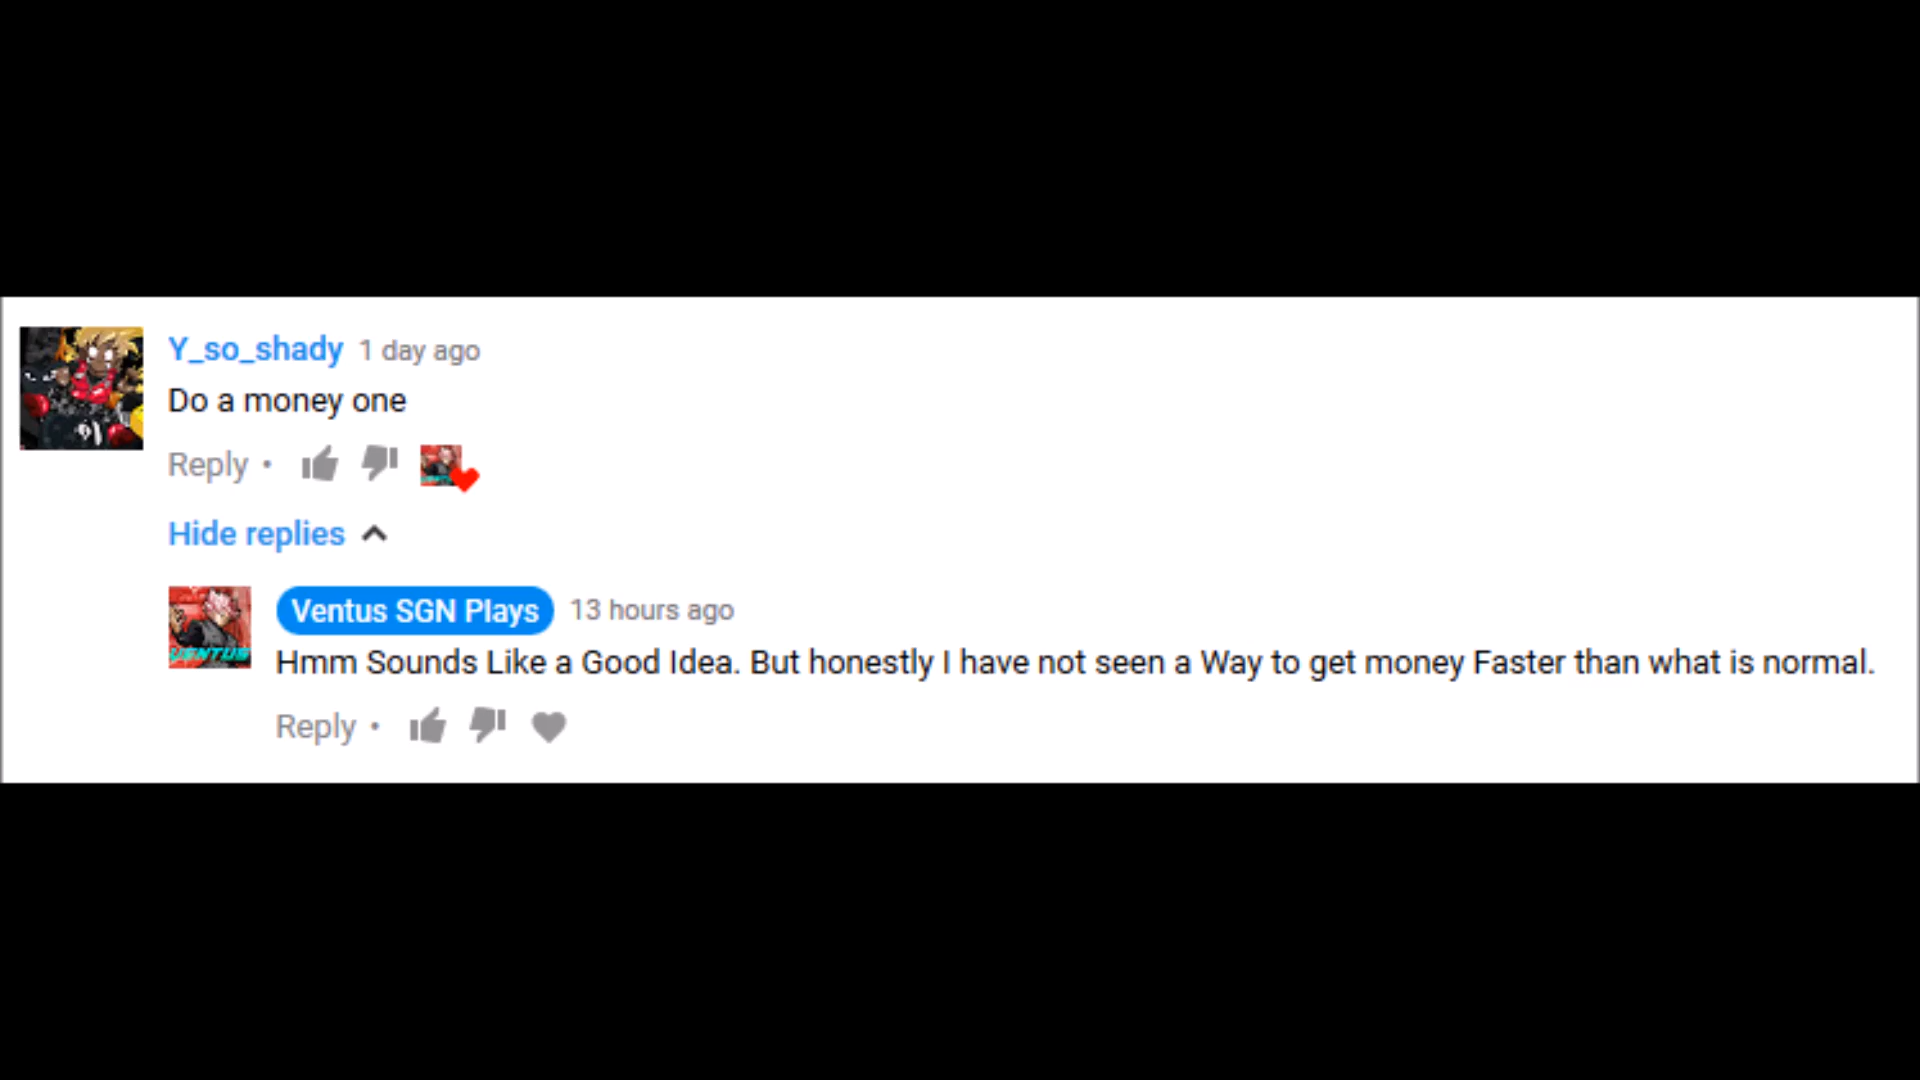 Y_so_shady 1 day ago
Do a money one
Reply •
Hide replies
Ventus SGN Plays 13 hours ago
VENTUS
Hmm Sounds Like a Good Idea. But honestly I have not seen a Way to get money Faster than what is normal.
Reply •